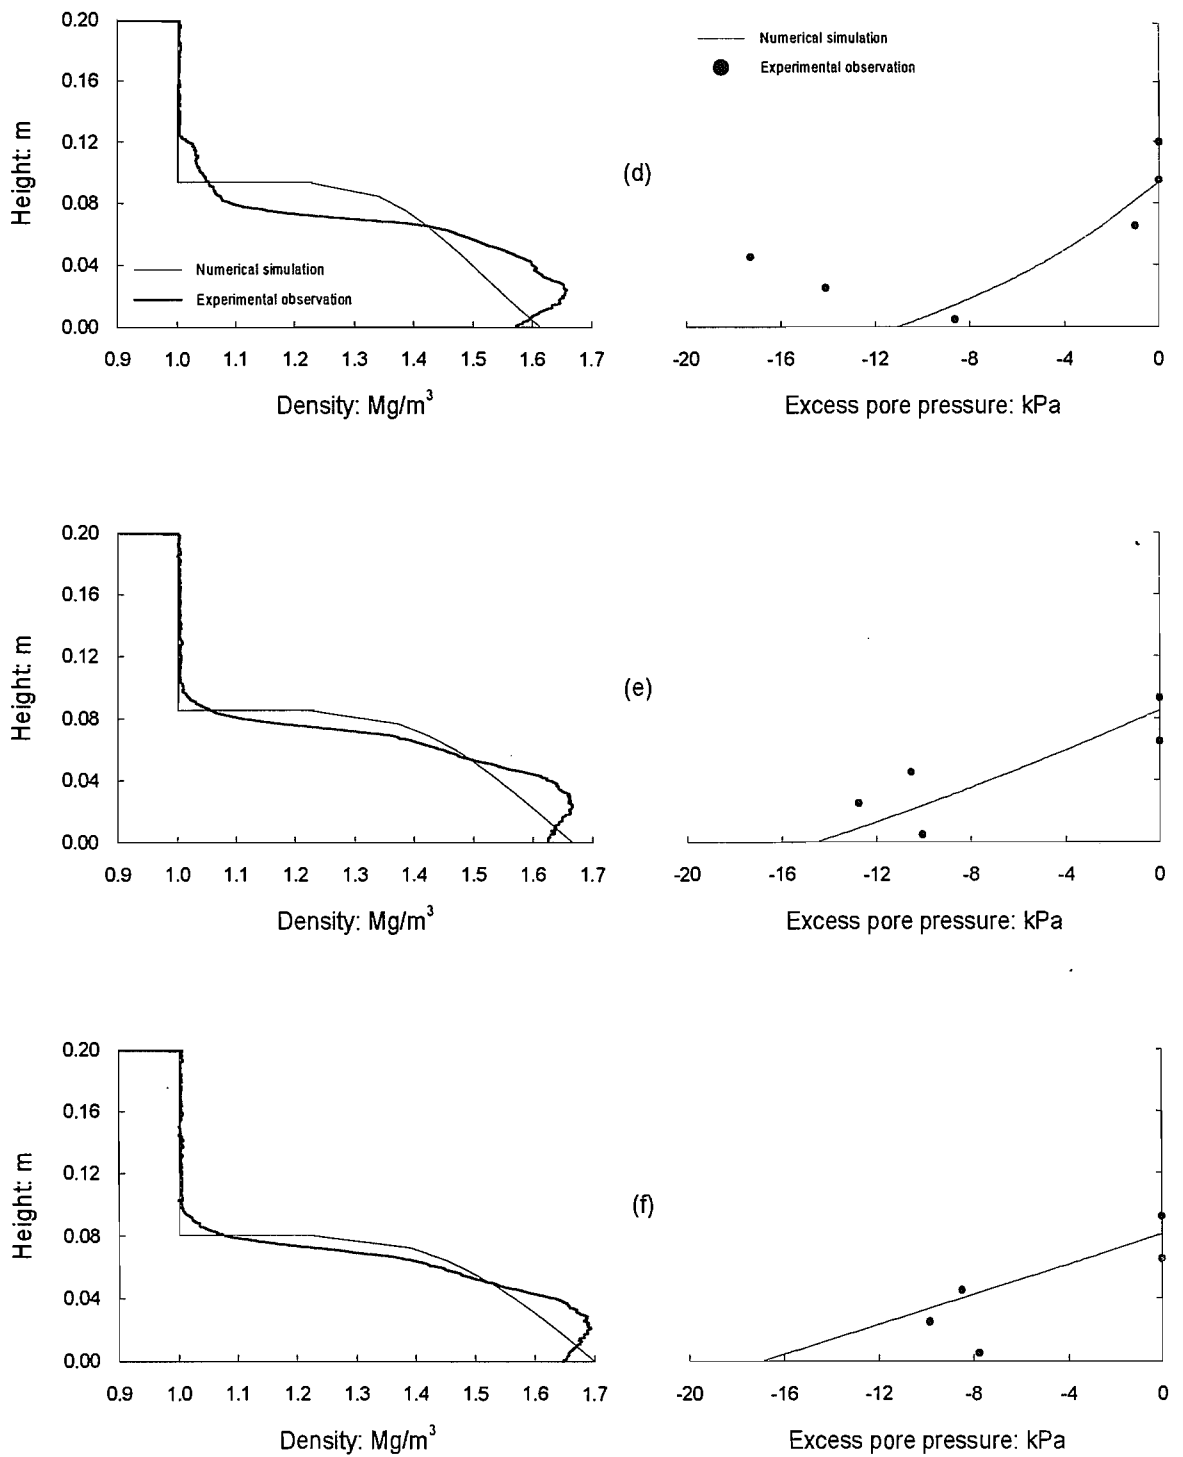 0.20
0.16
0.12
0.08
0.04
0.00
Height: m
Numerical simulation
Experimental observation
0.9 1.0 1.1 1.2 1.3 1.4 1.5 1.6 1.7
Density: Mg/m³
(d)
Numerical simulation
Experimental observation
-20 -16 -12 -8 -4 0
Excess pore pressure: kPa
0.20
0.16
0.12
0.08
0.04
0.00
Height: m
0.9 1.0 1.1 1.2 1.3 1.4 1.5 1.6 1.7
Density: Mg/m³
(e)
-20 -16 -12 -8 -4 0
Excess pore pressure: kPa
0.20
0.16
0.12
0.08
0.04
0.00
Height: m
0.9 1.0 1.1 1.2 1.3 1.4 1.5 1.6 1.7
Density: Mg/m³
(f)
-20 -16 -12 -8 -4 0
Excess pore pressure: kPa